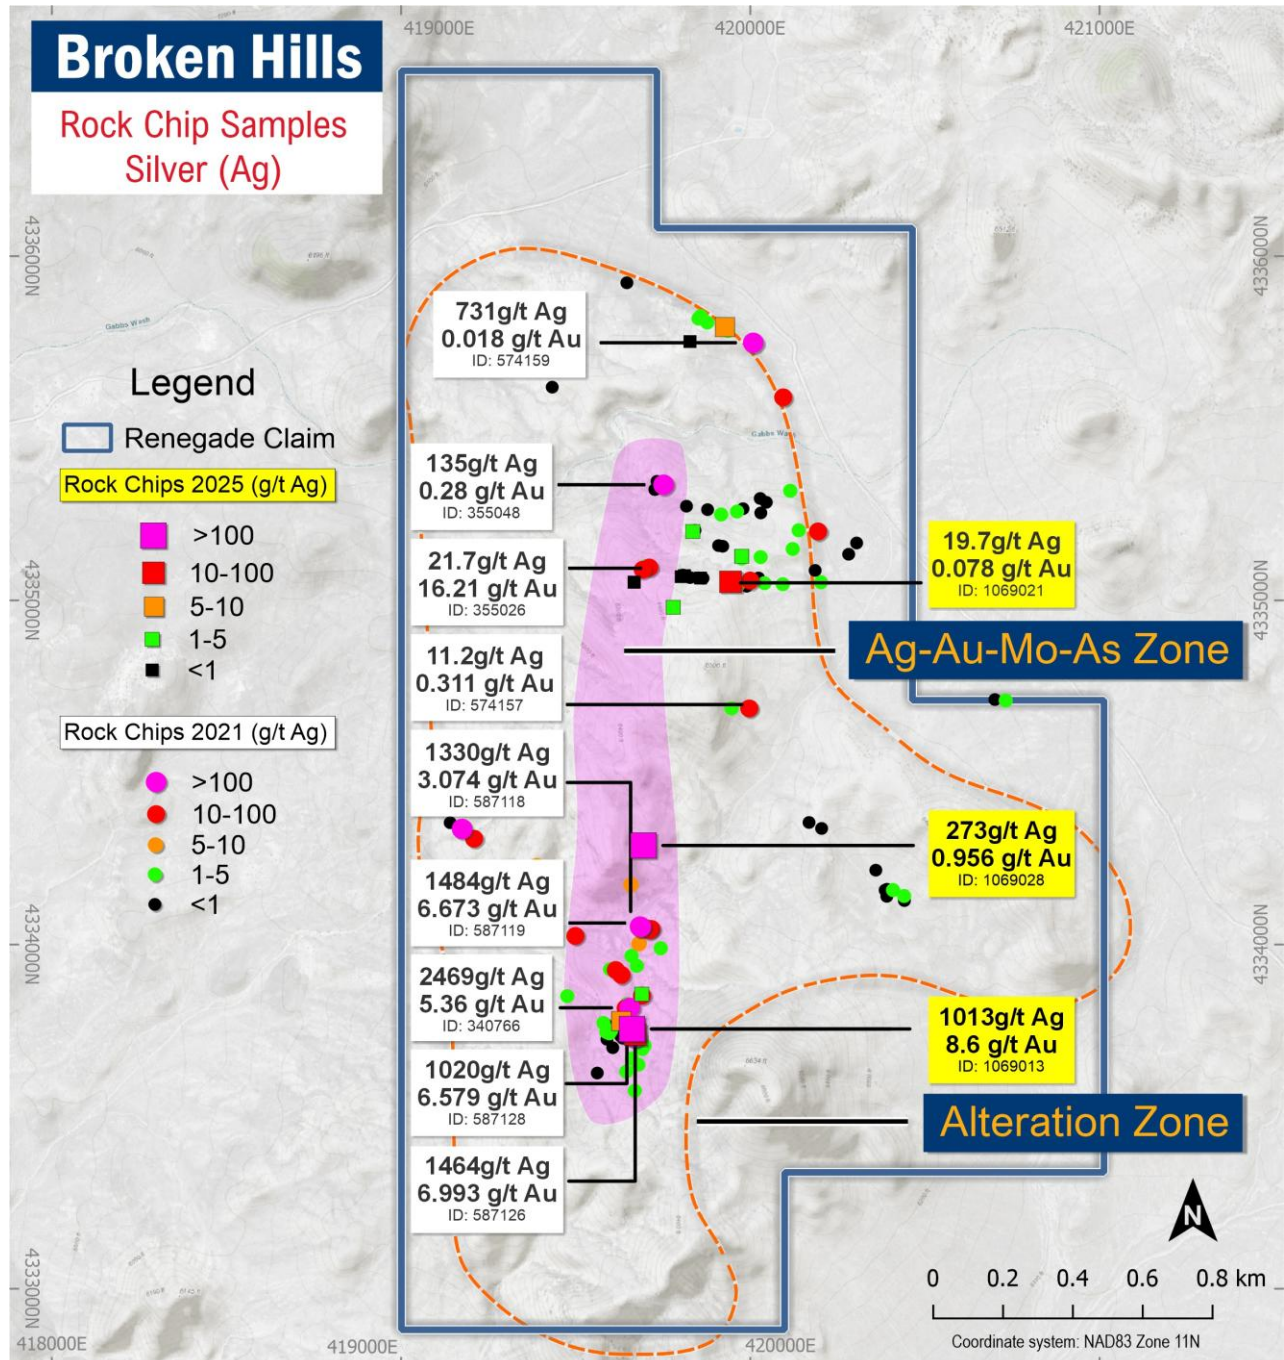 Broken Hills
Rock Chip Samples
Silver (Ag)
419000E
420000E
421000E
4336000N
4336000N
4335000N
4335000N
4334000N
4334000N
4333000N
4333000N
418000E
419000E
420000E
Gabbs Wash
Gabbs Wash
Legend
Renegade Claim
Rock Chips 2025 (g/t Ag)
>100
10-100
5-10
1-5
<1
Rock Chips 2021 (g/t Ag)
>100
10-100
5-10
1-5
<1
731g/t Ag
0.018 g/t Au
ID: 574159
135g/t Ag
0.28 g/t Au
ID: 355048
21.7g/t Ag
16.21 g/t Au
ID: 355026
11.2g/t Ag
0.311 g/t Au
ID: 574157
1330g/t Ag
3.074 g/t Au
ID: 587118
1484g/t Ag
6.673 g/t Au
ID: 587119
2469g/t Ag
5.36 g/t Au
ID: 340766
1020g/t Ag
6.579 g/t Au
ID: 587128
1464g/t Ag
6.993 g/t Au
ID: 587126
19.7g/t Ag
0.078 g/t Au
ID: 1069021
Ag-Au-Mo-As Zone
273g/t Ag
0.956 g/t Au
ID: 1069028
1013g/t Ag
8.6 g/t Au
ID: 1069013
Alteration Zone
N
0 0.2 0.4 0.6 0.8 km
Coordinate system: NAD83 Zone 11N